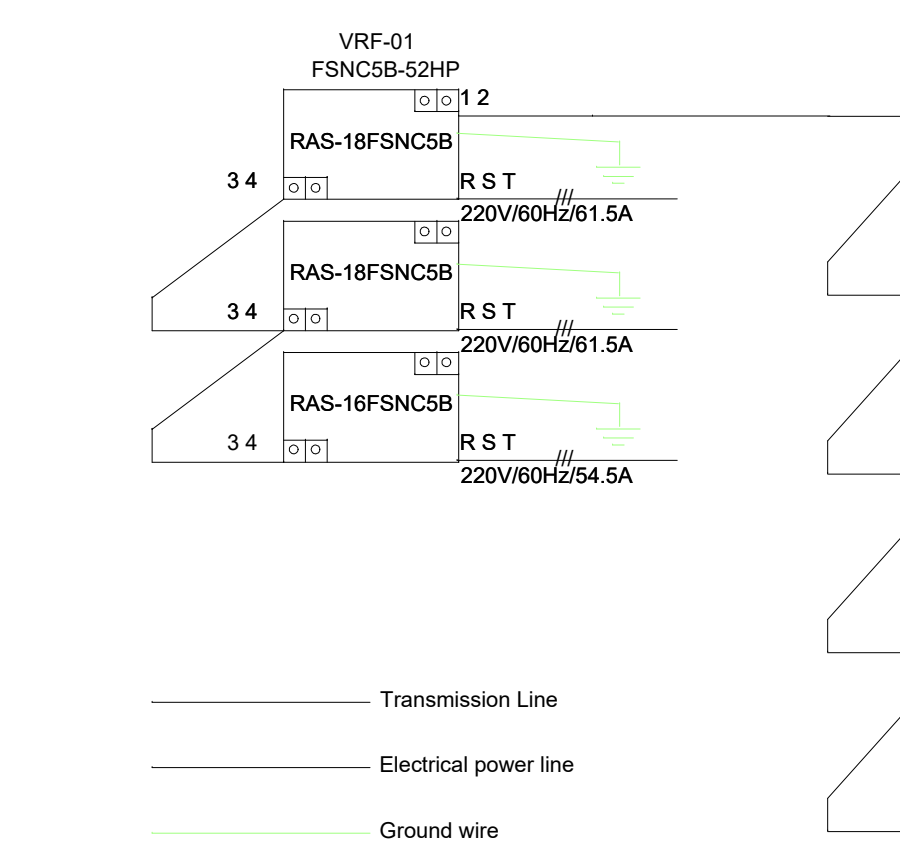 VRF-01
FSNC5B-52HP
1 2
RAS-18FSNC5B
3 4
R S T
220V/60Hz/61.5A
RAS-18FSNC5B
3 4
R S T
220V/60Hz/61.5A
RAS-16FSNC5B
3 4
R S T
220V/60Hz/54.5A
Transmission Line
Electrical power line
Ground wire